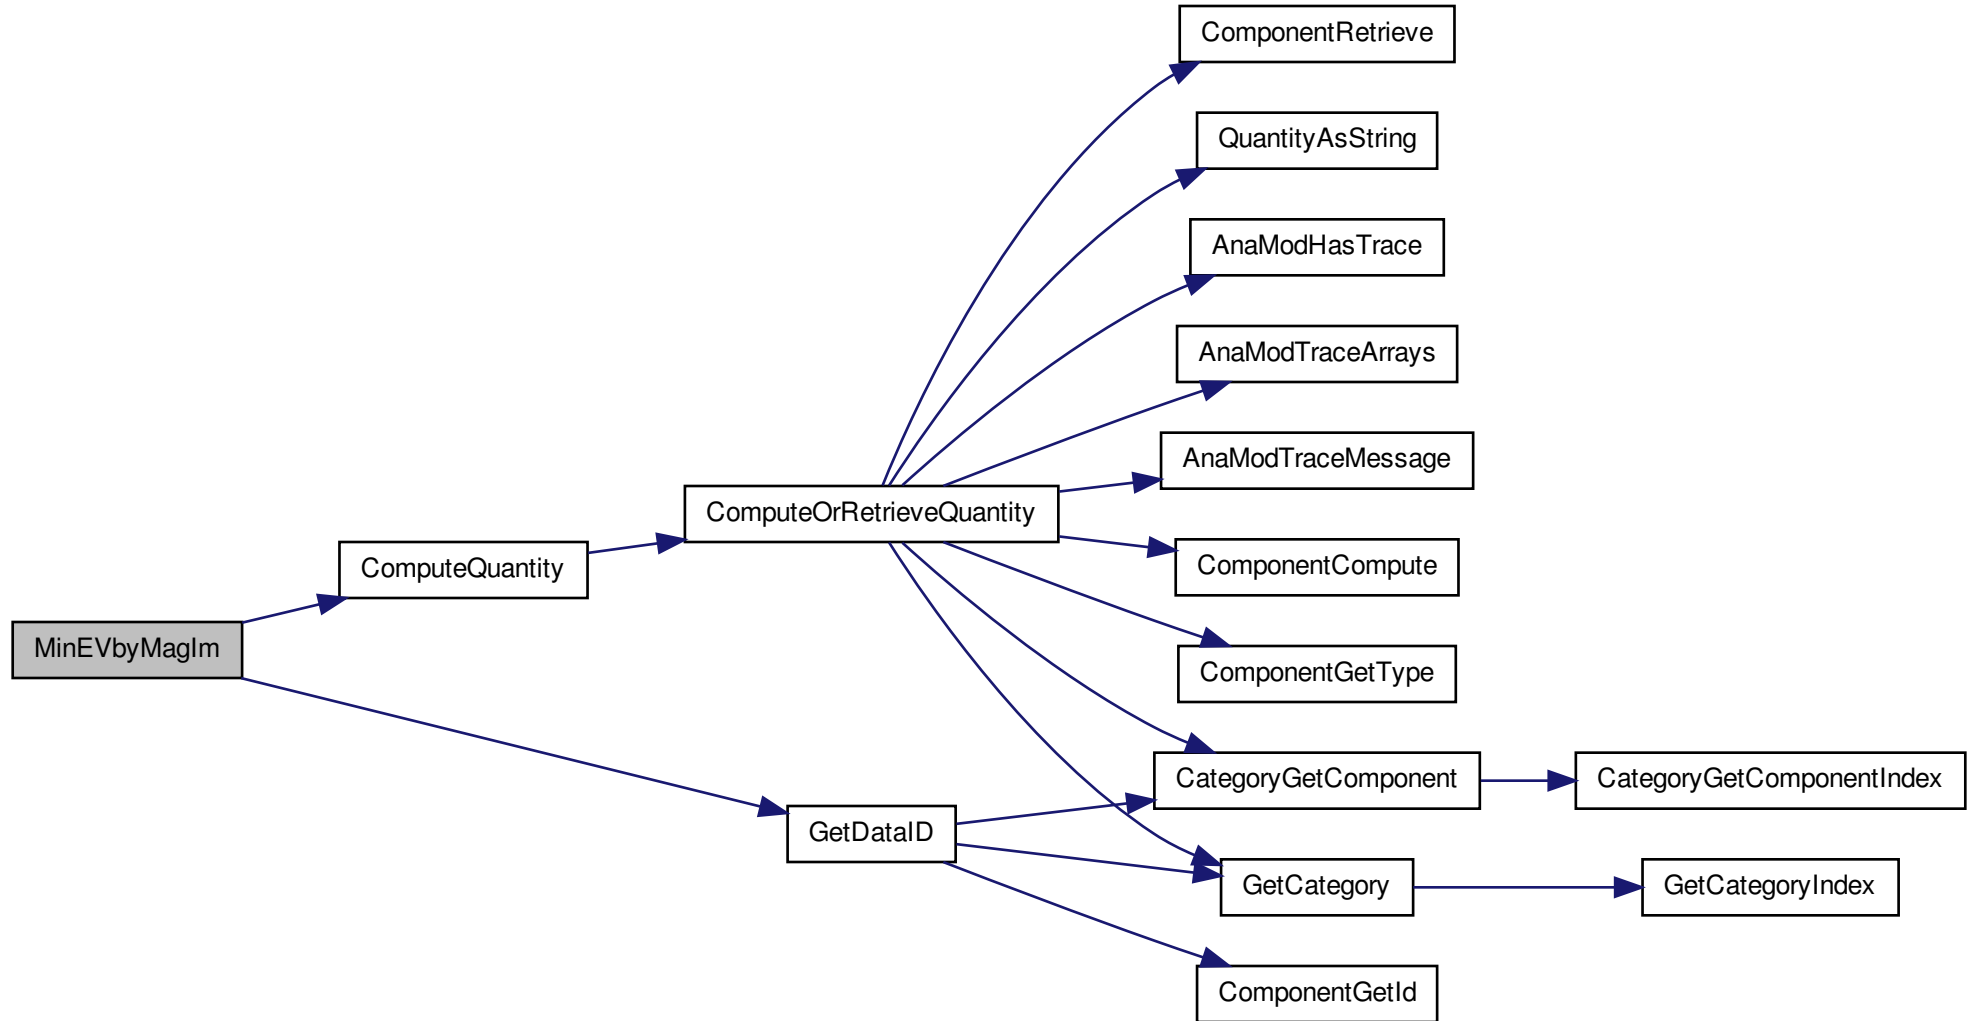 ComponentRetrieve
QuantityAsString
AnaModHasTrace
AnaModTraceArrays
AnaModTraceMessage
ComputeOrRetrieveQuantity
ComputeQuantity
ComponentCompute
MinEVbyMagIm
ComponentGetType
CategoryGetComponent
CategoryGetComponentIndex
GetDataID
GetCategory
GetCategoryIndex
ComponentGetId